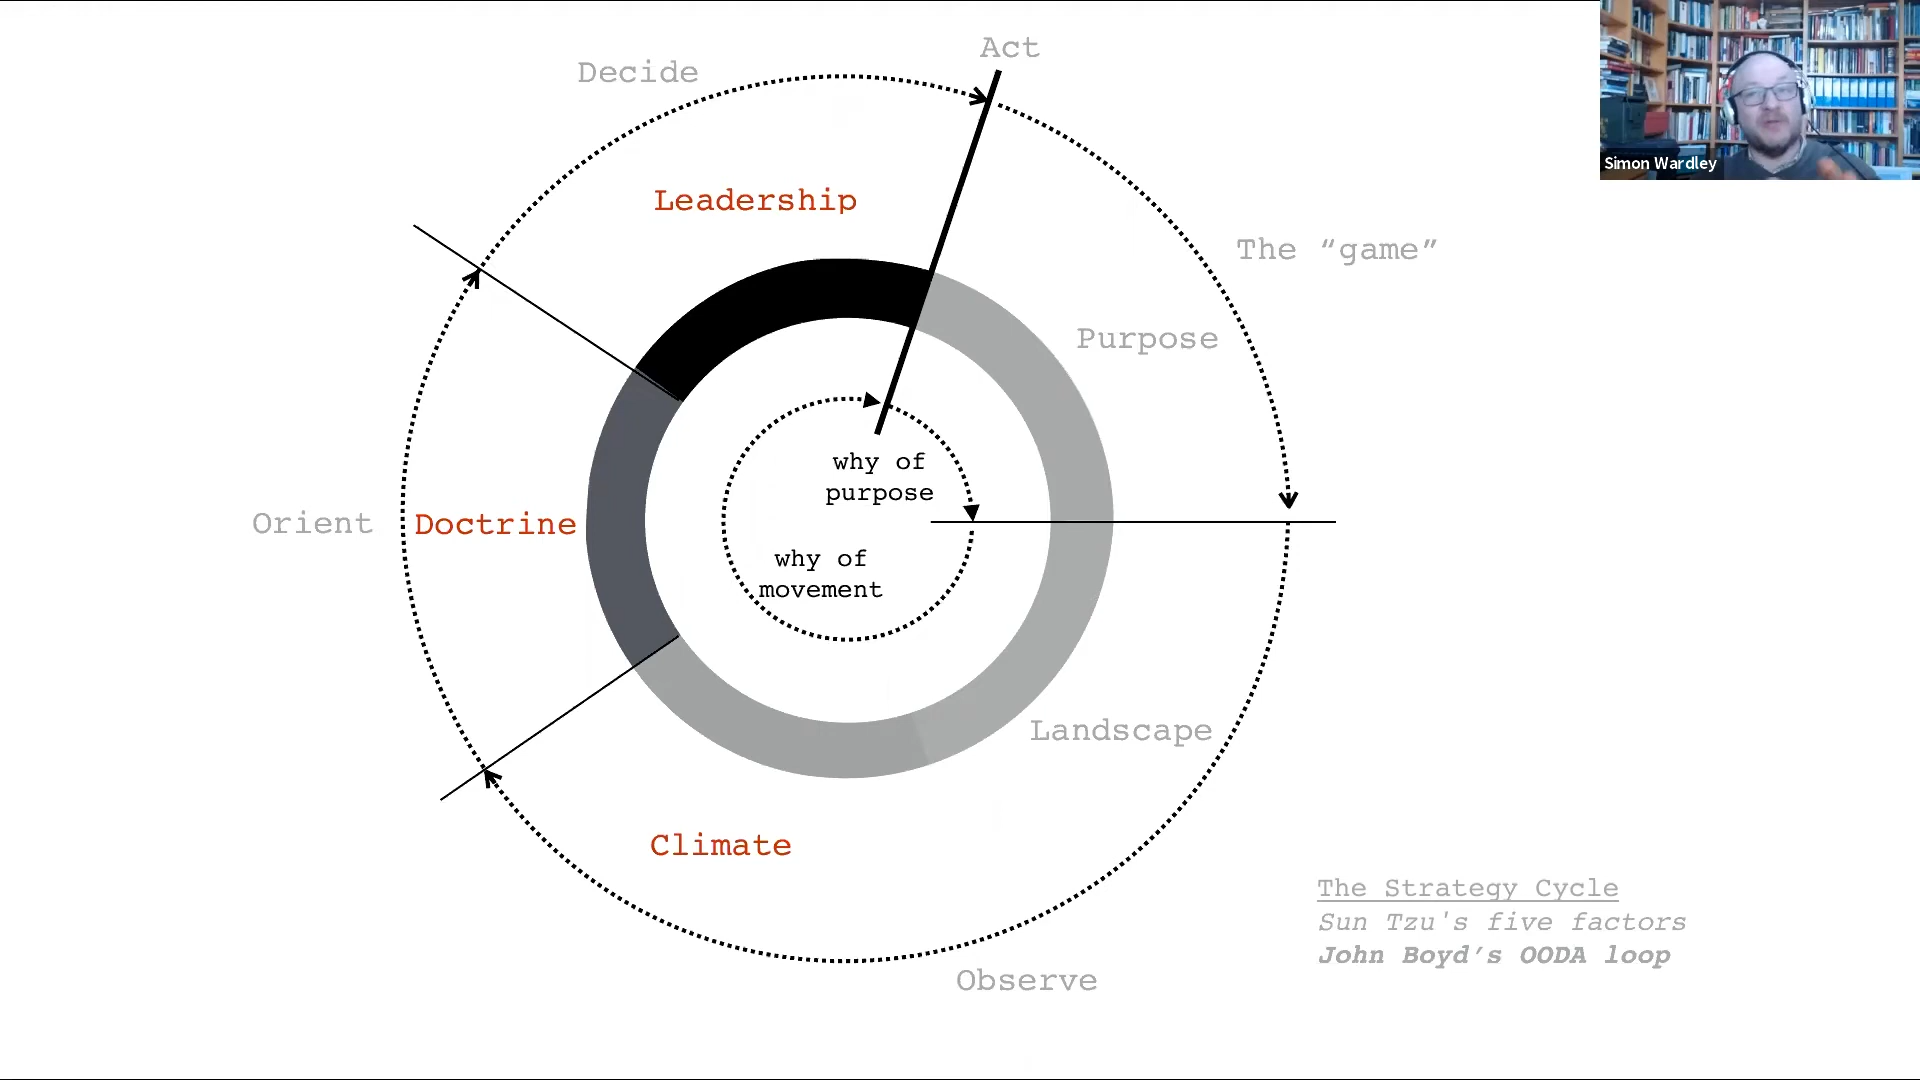 Act
Decide
Simon Wardley
Leadership
The “game”
Purpose
why of
purpose
Orient
Doctrine
why of
movement
Landscape
Climate
The Strategy Cycle
Sun Tzu's five factors
John Boyd’s OODA loop
Observe